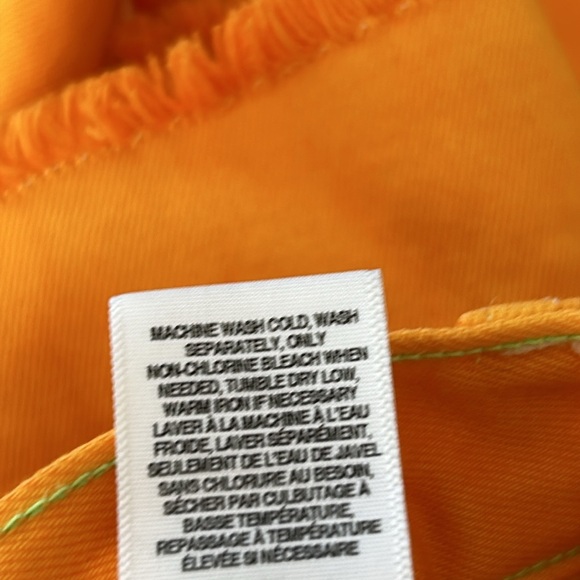 MACHINE WASH COLD, WASH
SEPARATELY, ONLY
NON-CHLORINE BLEACH WHEN
NEEDED, TUMBLE DRY LOW,
WARM IRON IF NECESSARY
LAVER À LA MACHINE À L'EAU
FROIDE, LAVER SÉPARÉMENT,
SEULEMENT DE L'EAU DE JAVEL
SANS CHLORURE AU BESOIN,
SÉCHER PAR CULBUTAGE À
BASSE TEMPÉRATURE,
REPASSAGE À TEMPÉRATURE
ÉLEVÉE SI NÉCESSAIRE